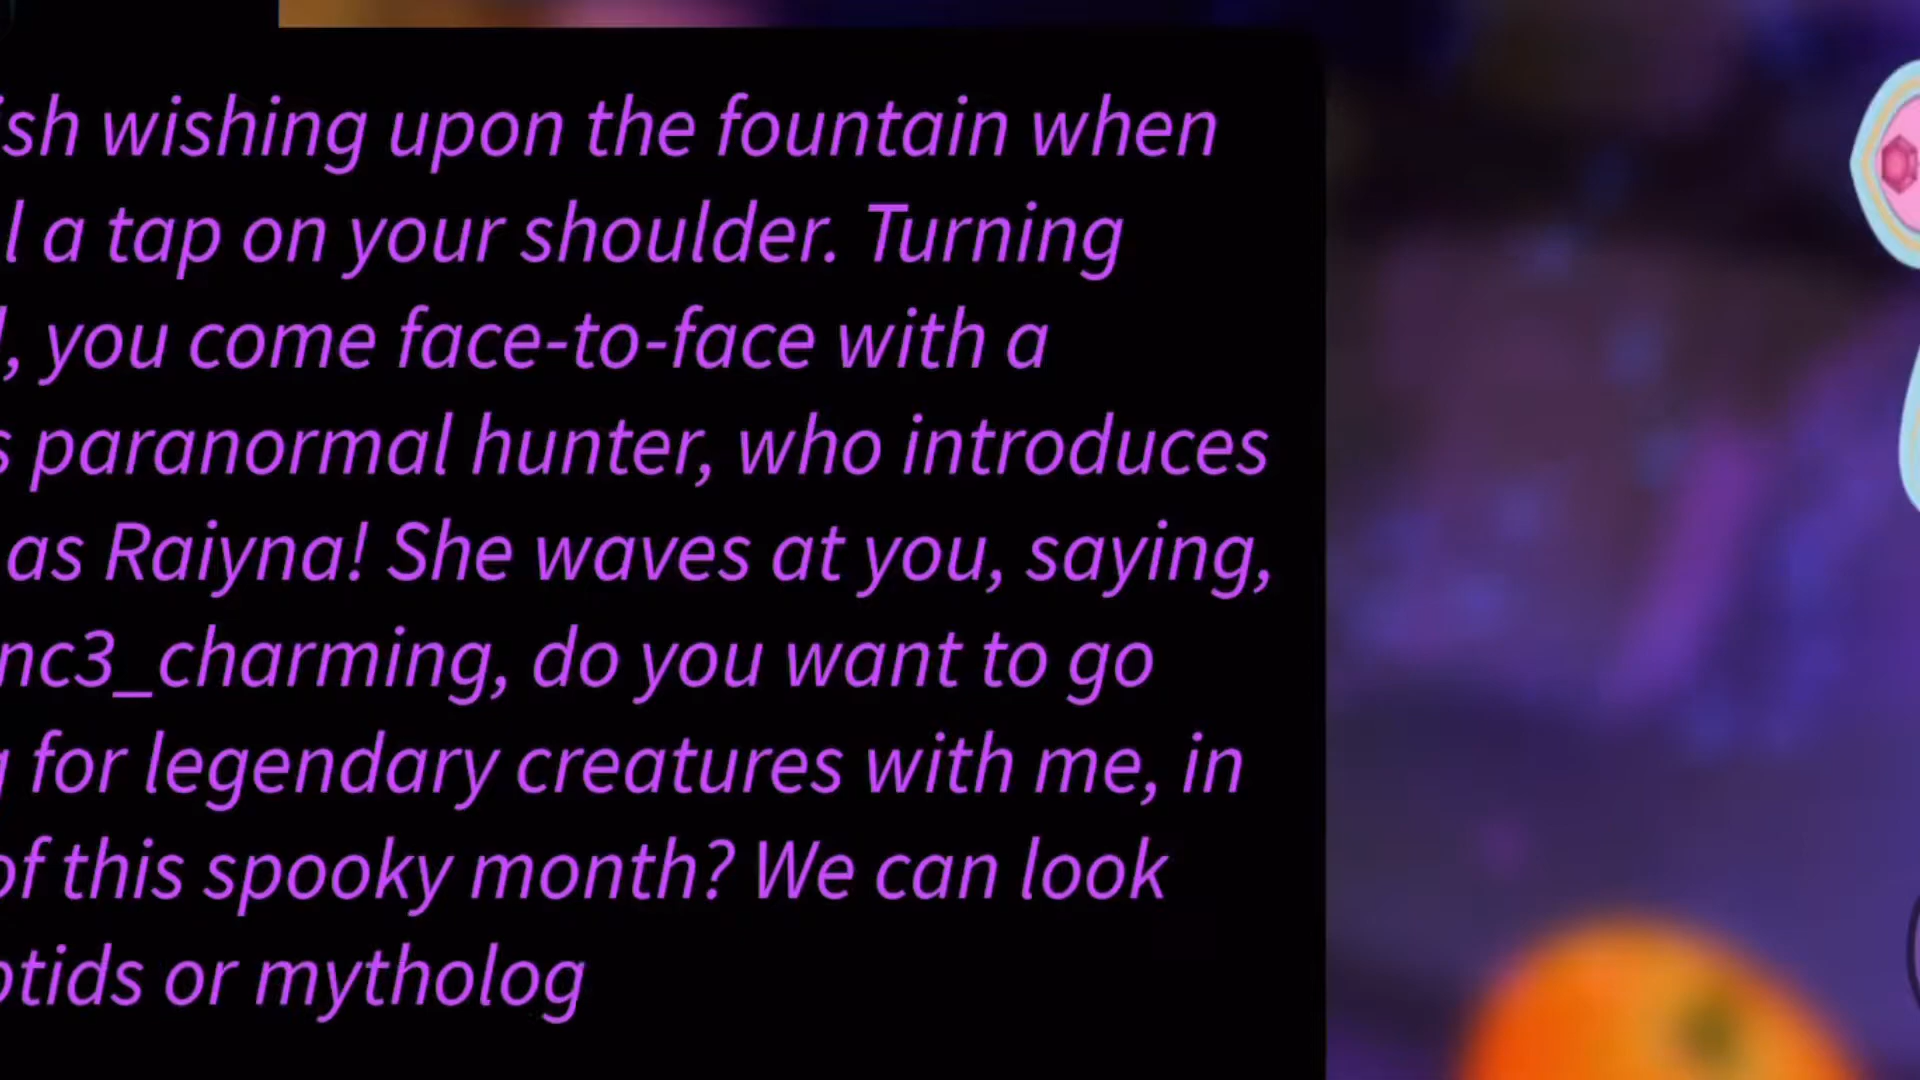 ish wishing upon the fountain when
l a tap on your shoulder. Turning
, you come face-to-face with a
s paranormal hunter, who introduces
as Raiyna! She waves at you, saying,
nc3_charming, do you want to go
g for legendary creatures with me, in
of this spooky month? We can look
ptids or mytholog